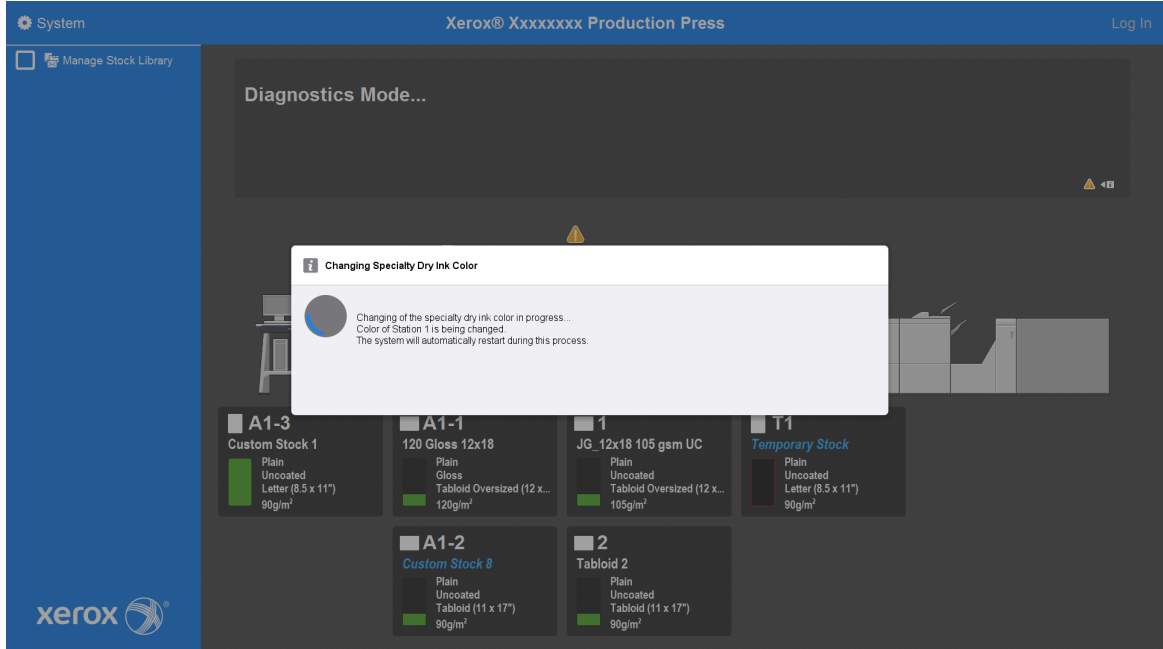 System
Xerox® Xxxxxxxx Production Press
Log In
Manage Stock Library
Diagnostics Mode...
Changing Specialty Dry Ink Color
Changing of the specialty dry ink color in progress...
Color of Station 1 is being changed.
The system will automatically restart during this process.
A1-3
Custom Stock 1
Plain
Uncoated
Letter (8.5 x 11")
90g/m²
A1-1
120 Gloss 12x18
Plain
Gloss
Tabloid Oversized (12 x...
120g/m²
1
JG_12x18 105 gsm UC
Plain
Uncoated
Tabloid Oversized (12 x...
105g/m²
T1
Temporary Stock
Plain
Uncoated
Letter (8.5 x 11")
90g/m²
A1-2
Custom Stock 8
Plain
Uncoated
Tabloid (11 x 17")
90g/m²
2
Tabloid 2
Plain
Uncoated
Tabloid (11 x 17")
90g/m²
xerox